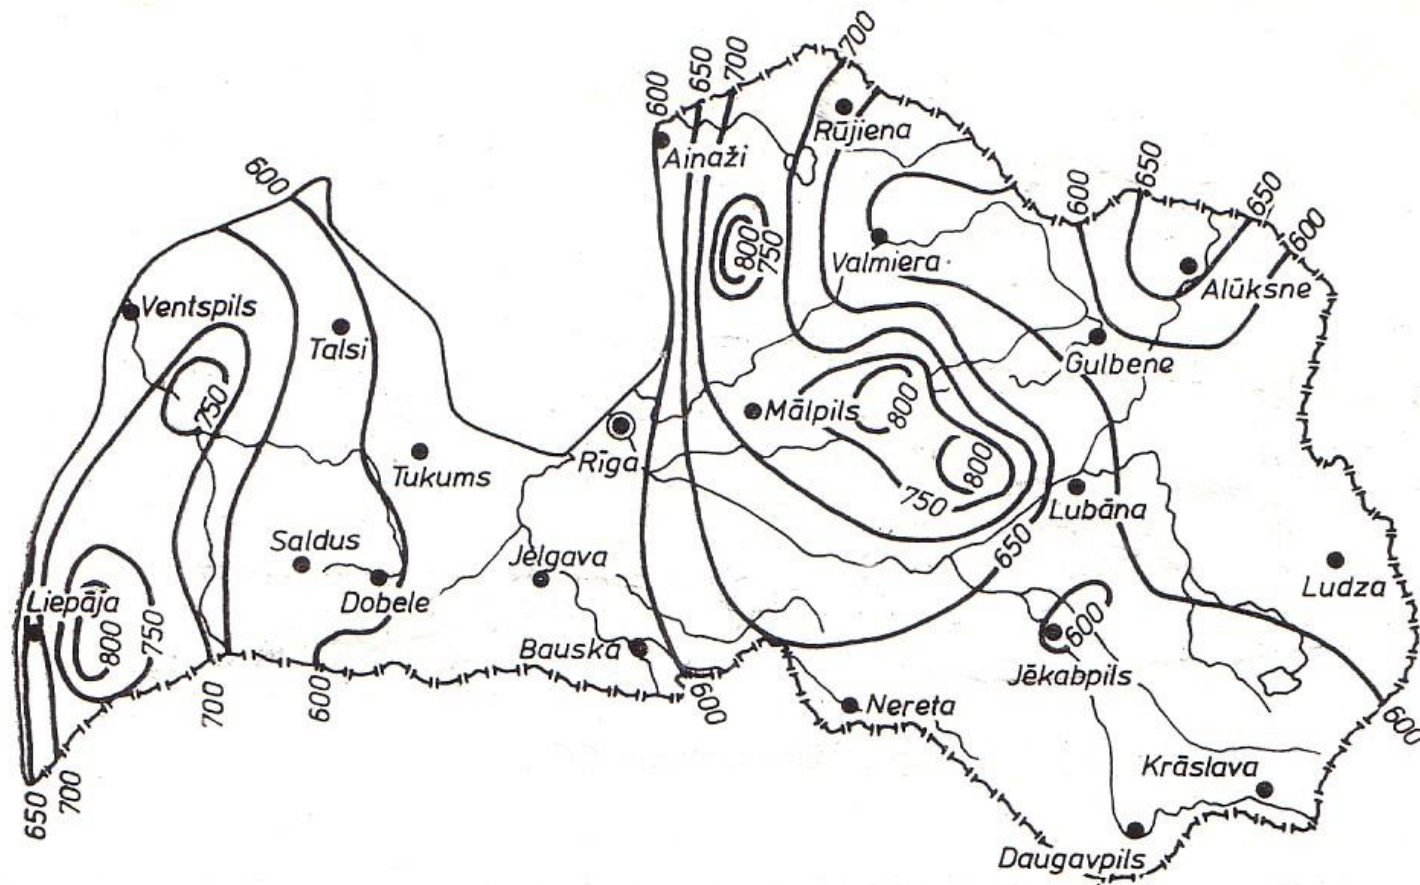 700
600
650
700
Rūjiena
Ainaži
600
650
600
650
600
800
750
Valmiera
Alūksne
Ventspils
Talsi
Gulbene
750
Mālpils
800
Tukums
Rīga
800
750
Lubāna
Saldus
Jelgava
650
Ludza
Liepāja
Dobele
800
750
600
Bauska
Jēkabpils
700
600
600
Nereta
600
Krāslava
650
700
Daugavpils